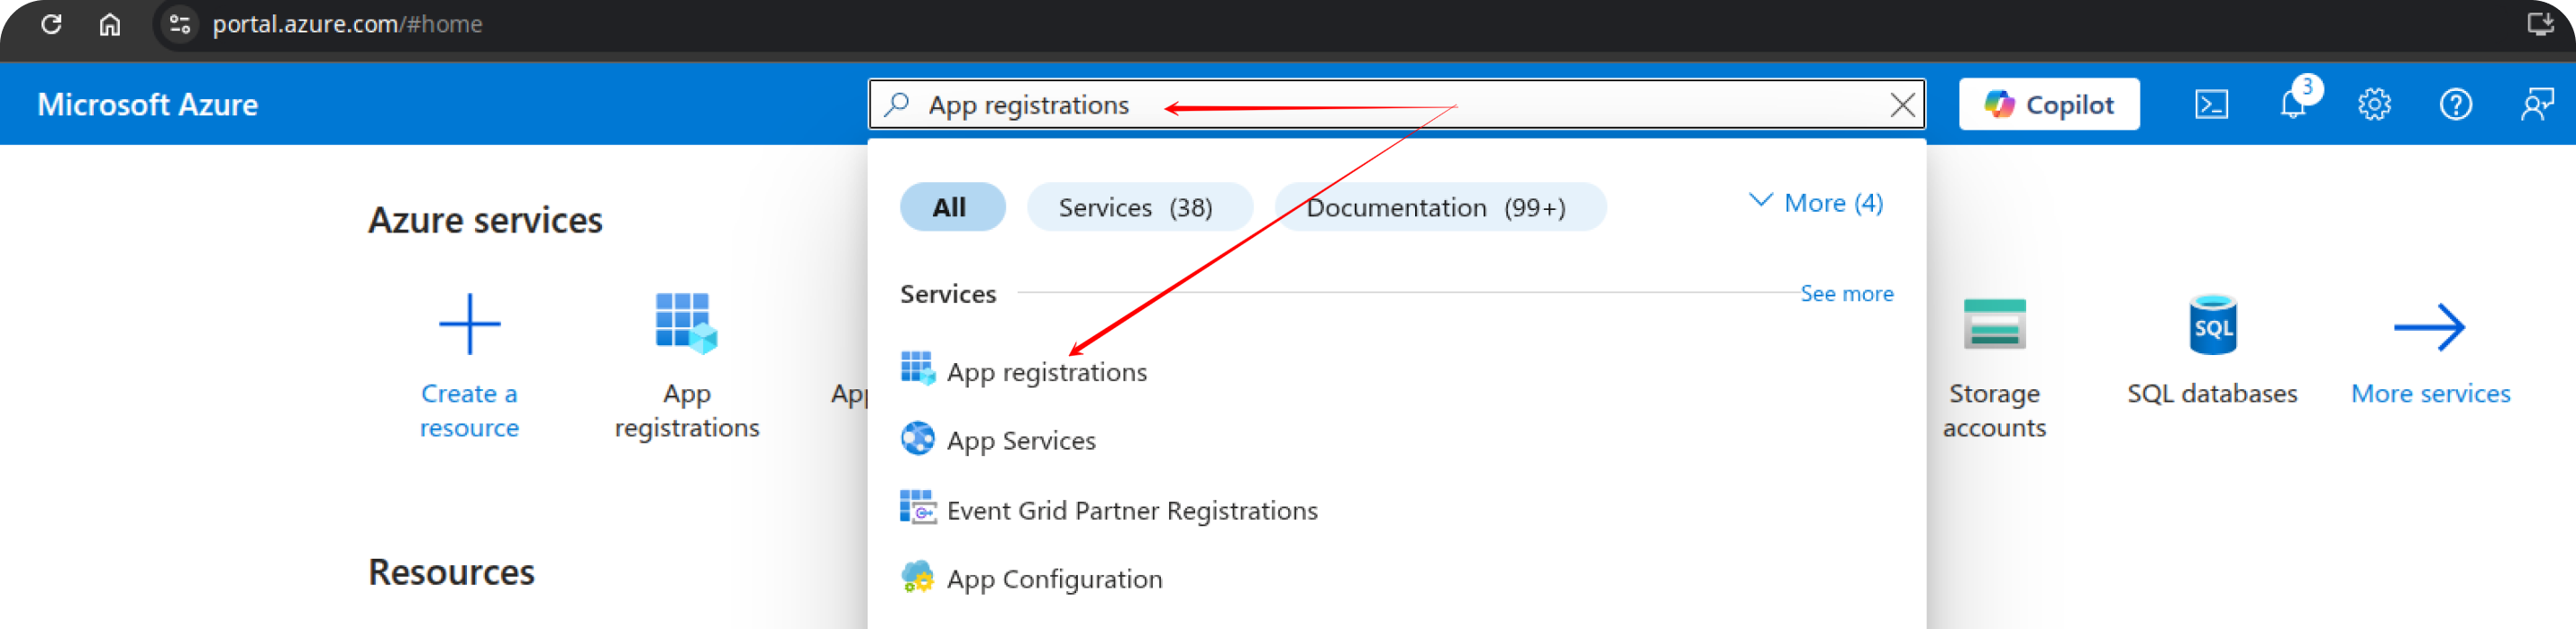 portal.azure.com/#home
Microsoft Azure
App registrations
Copilot
3
All
Services (38)
Documentation (99+)
More (4)
Azure services
Services
See more
Create a
resource
App
registrations
App
App registrations
App Services
Event Grid Partner Registrations
App Configuration
Storage
accounts
SQL
SQL databases
More services
Resources